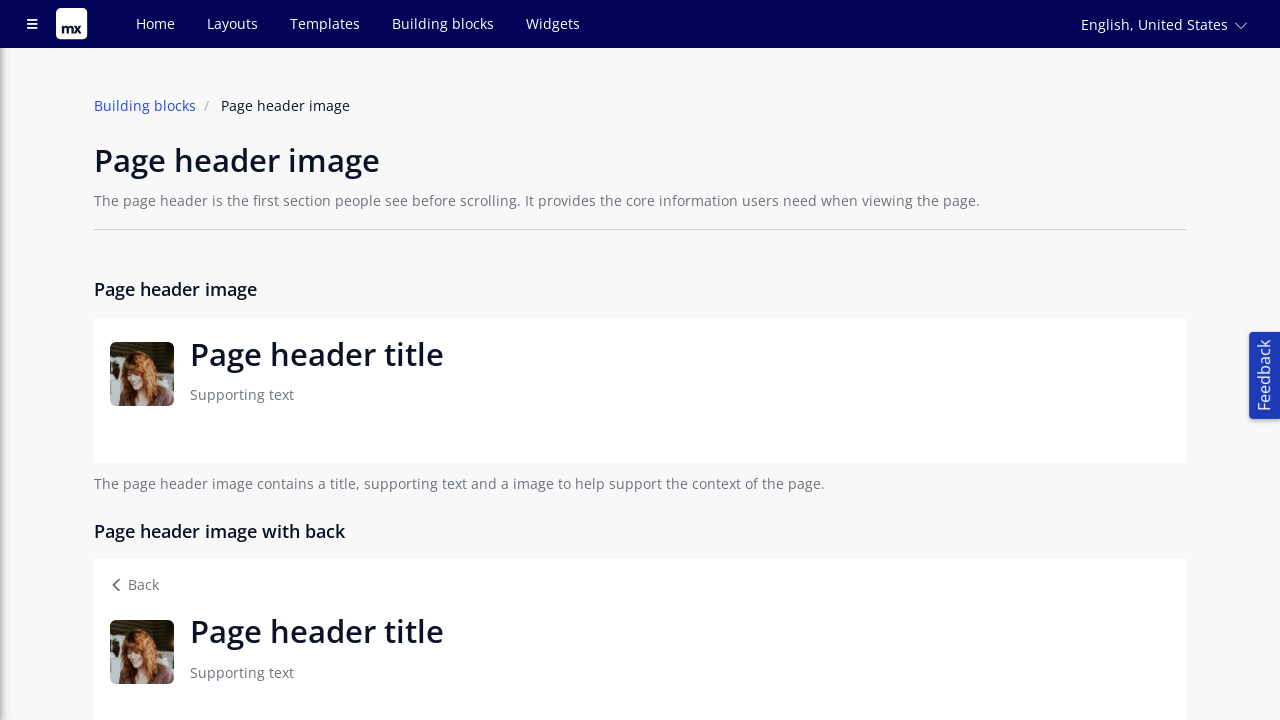 mx
Home
Layouts
Templates
Building blocks
Widgets
English, United States
Building blocks / Page header image
Page header image
The page header is the first section people see before scrolling. It provides the core information users need when viewing the page.
Page header image
Page header title
Supporting text
Feedback
The page header image contains a title, supporting text and a image to help support the context of the page.
Page header image with back
Back
Page header title
Supporting text